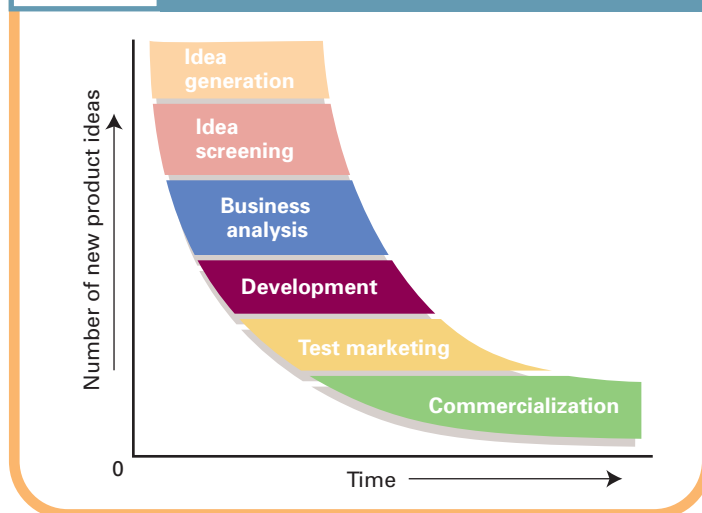 Idea
generation
Idea
screening
Business
analysis
Development
Test marketing
Commercialization
Number of new product ideas
0
Time